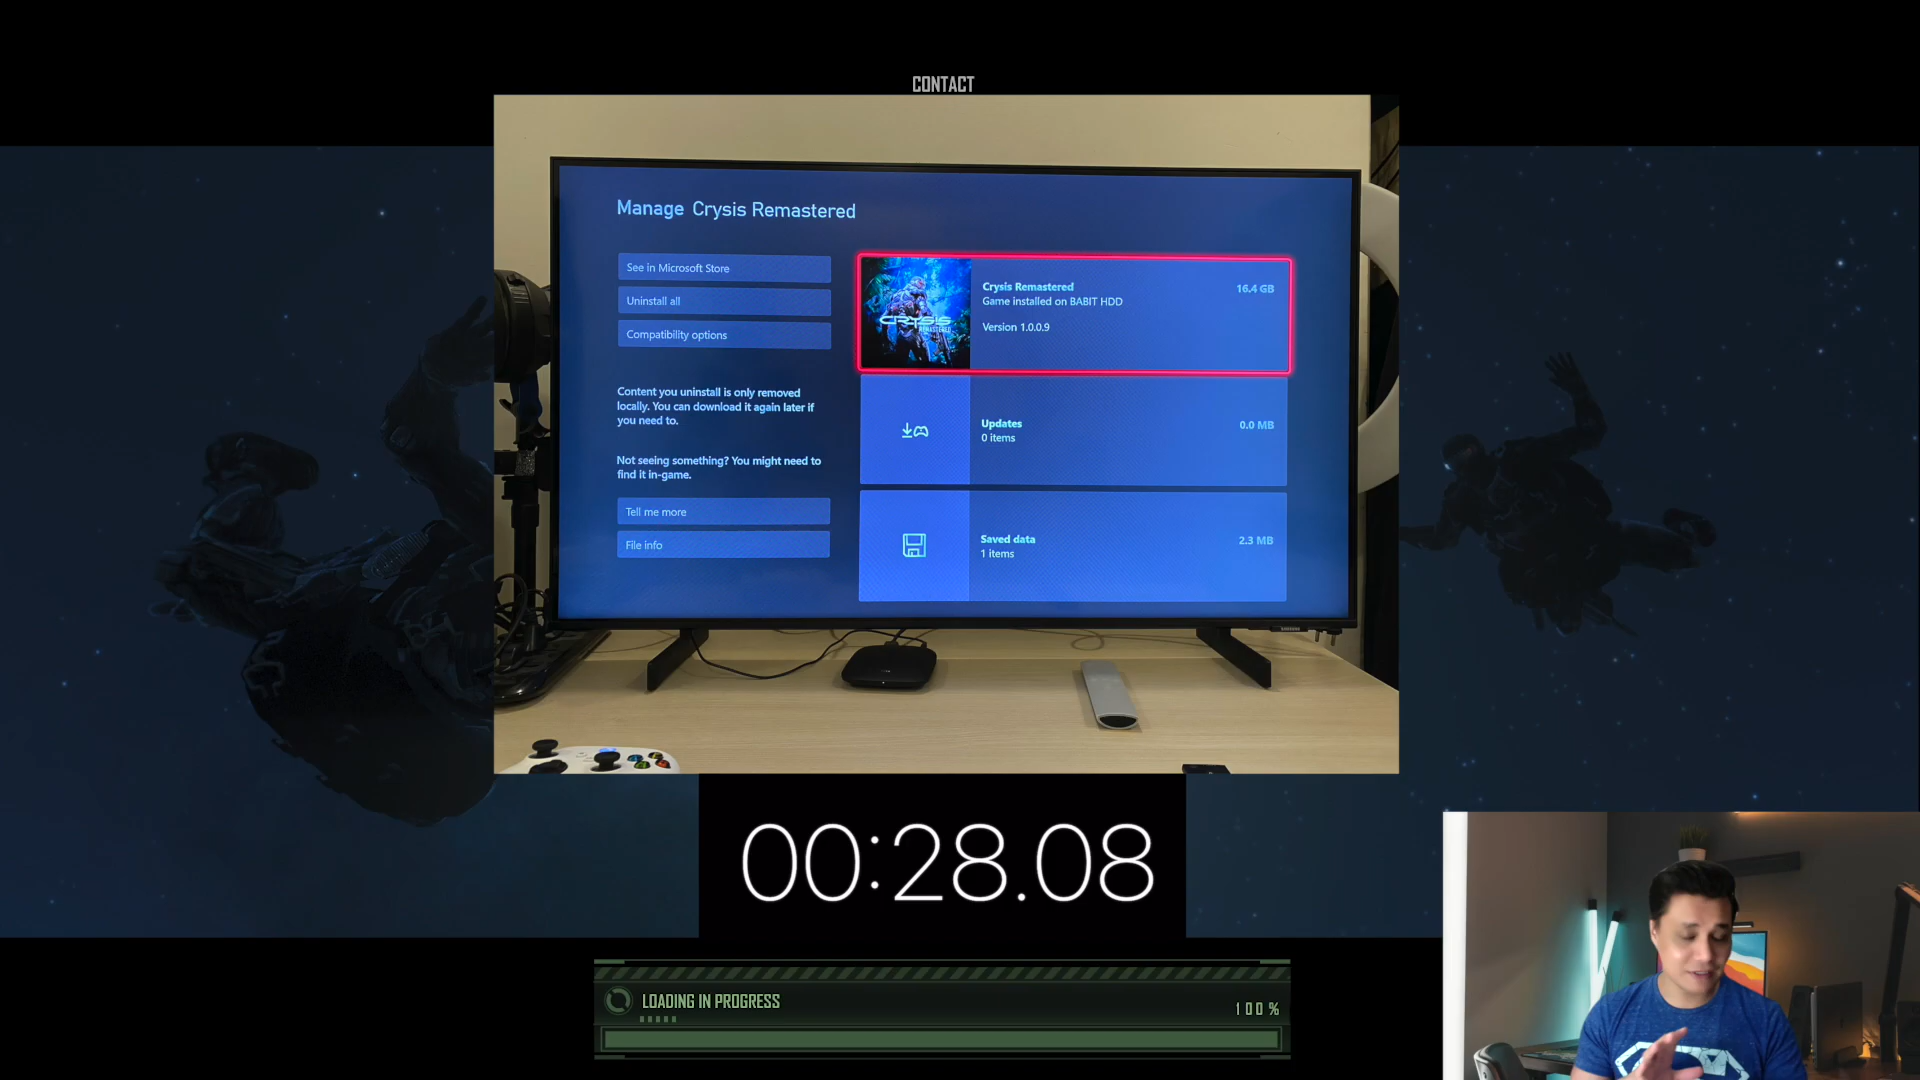 CONTACT
Manage Crysis Remastered
See in Microsoft Store
Uninstall all
Compatibility options
Content you uninstall is only removed
locally. You can download it again later if
you need to.
Not seeing something? You might need to
find it in-game.
Tell me more
File info
CRYSIS
REMASTERED
Crysis Remastered
16.4 GB
Game installed on BABIT HDD
Version 1.0.0.9
Updates
0.0 MB
0 items
Saved data
2.3 MB
1 items
00:28.08
LOADING IN PROGRESS
100%